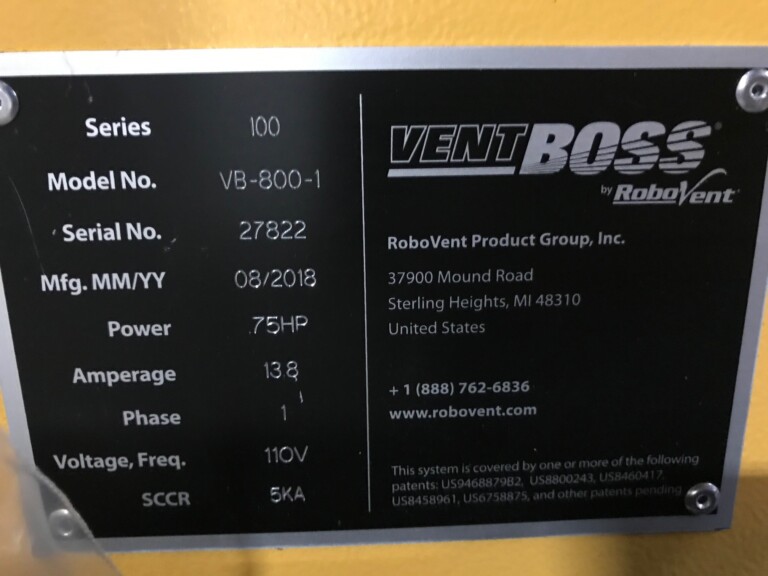 Series 100
Model No. VB-800-1
Serial No. 27822
Mfg. MM/YY 08/2018
Power .75HP
Amperage 13.8
Phase 1
Voltage, Freq. 110V
SCCR 5KA
VENTBOSS®
by RoboVent
RoboVent Product Group, Inc.
37900 Mound Road
Sterling Heights, MI 48310
United States
+ 1 (888) 762-6836
www.robovent.com
This system is covered by one or more of the following
patents: US9468879B2, US8800243, US8460417,
US8458961, US6758875, and other patents pending